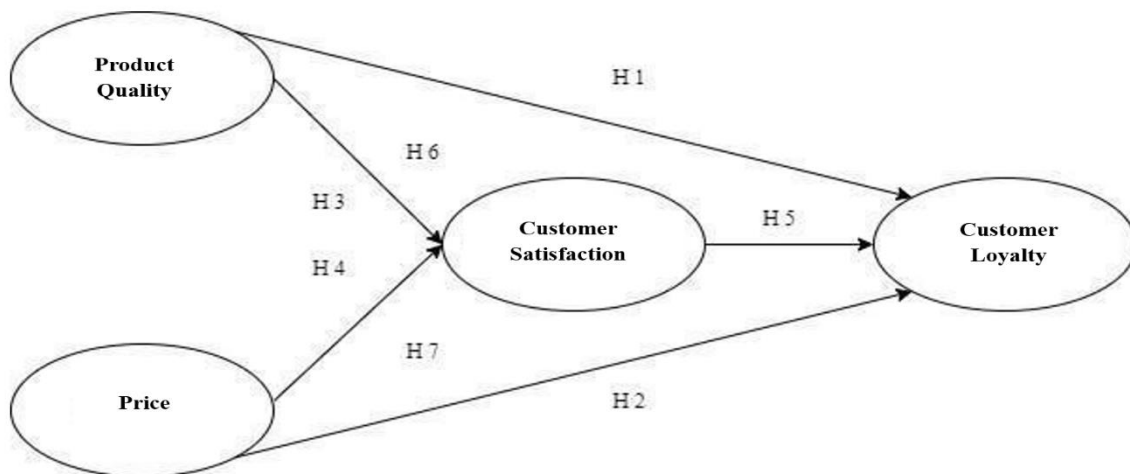 Product
Quality
H 1
H 6
H 3
Customer
Satisfaction
H 5
Customer
Loyalty
H 4
H 7
Price
H 2